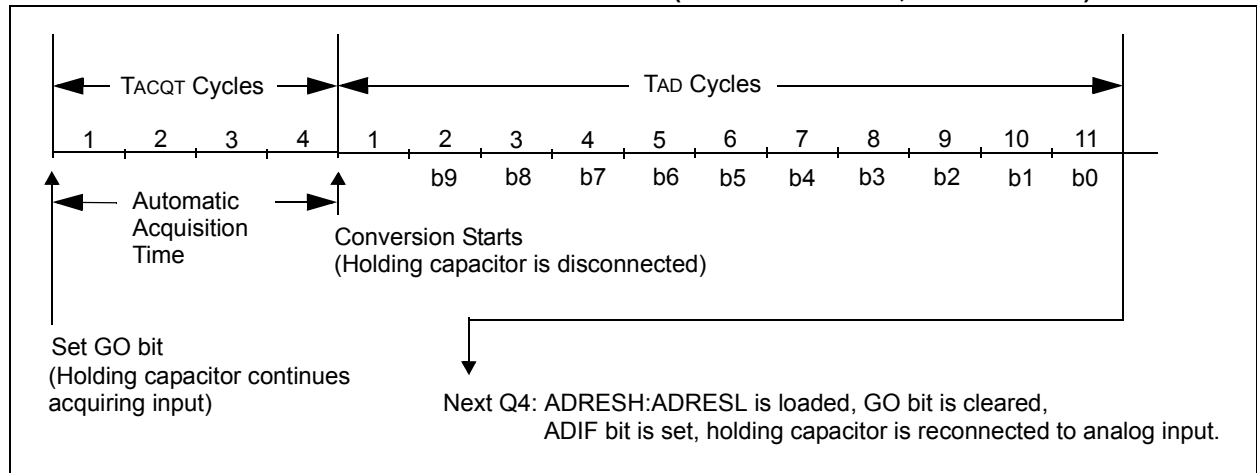 TACQT Cycles
TAD Cycles
1 2 3 4 1 2 3 4 5 6 7 8 9 10 11
b9 b8 b7 b6 b5 b4 b3 b2 b1 b0
Automatic
Acquisition
Time
Conversion Starts
(Holding capacitor is disconnected)
Set GO bit
(Holding capacitor continues
acquiring input)
Next Q4: ADRESH:ADRESL is loaded, GO bit is cleared,
ADIF bit is set, holding capacitor is reconnected to analog input.